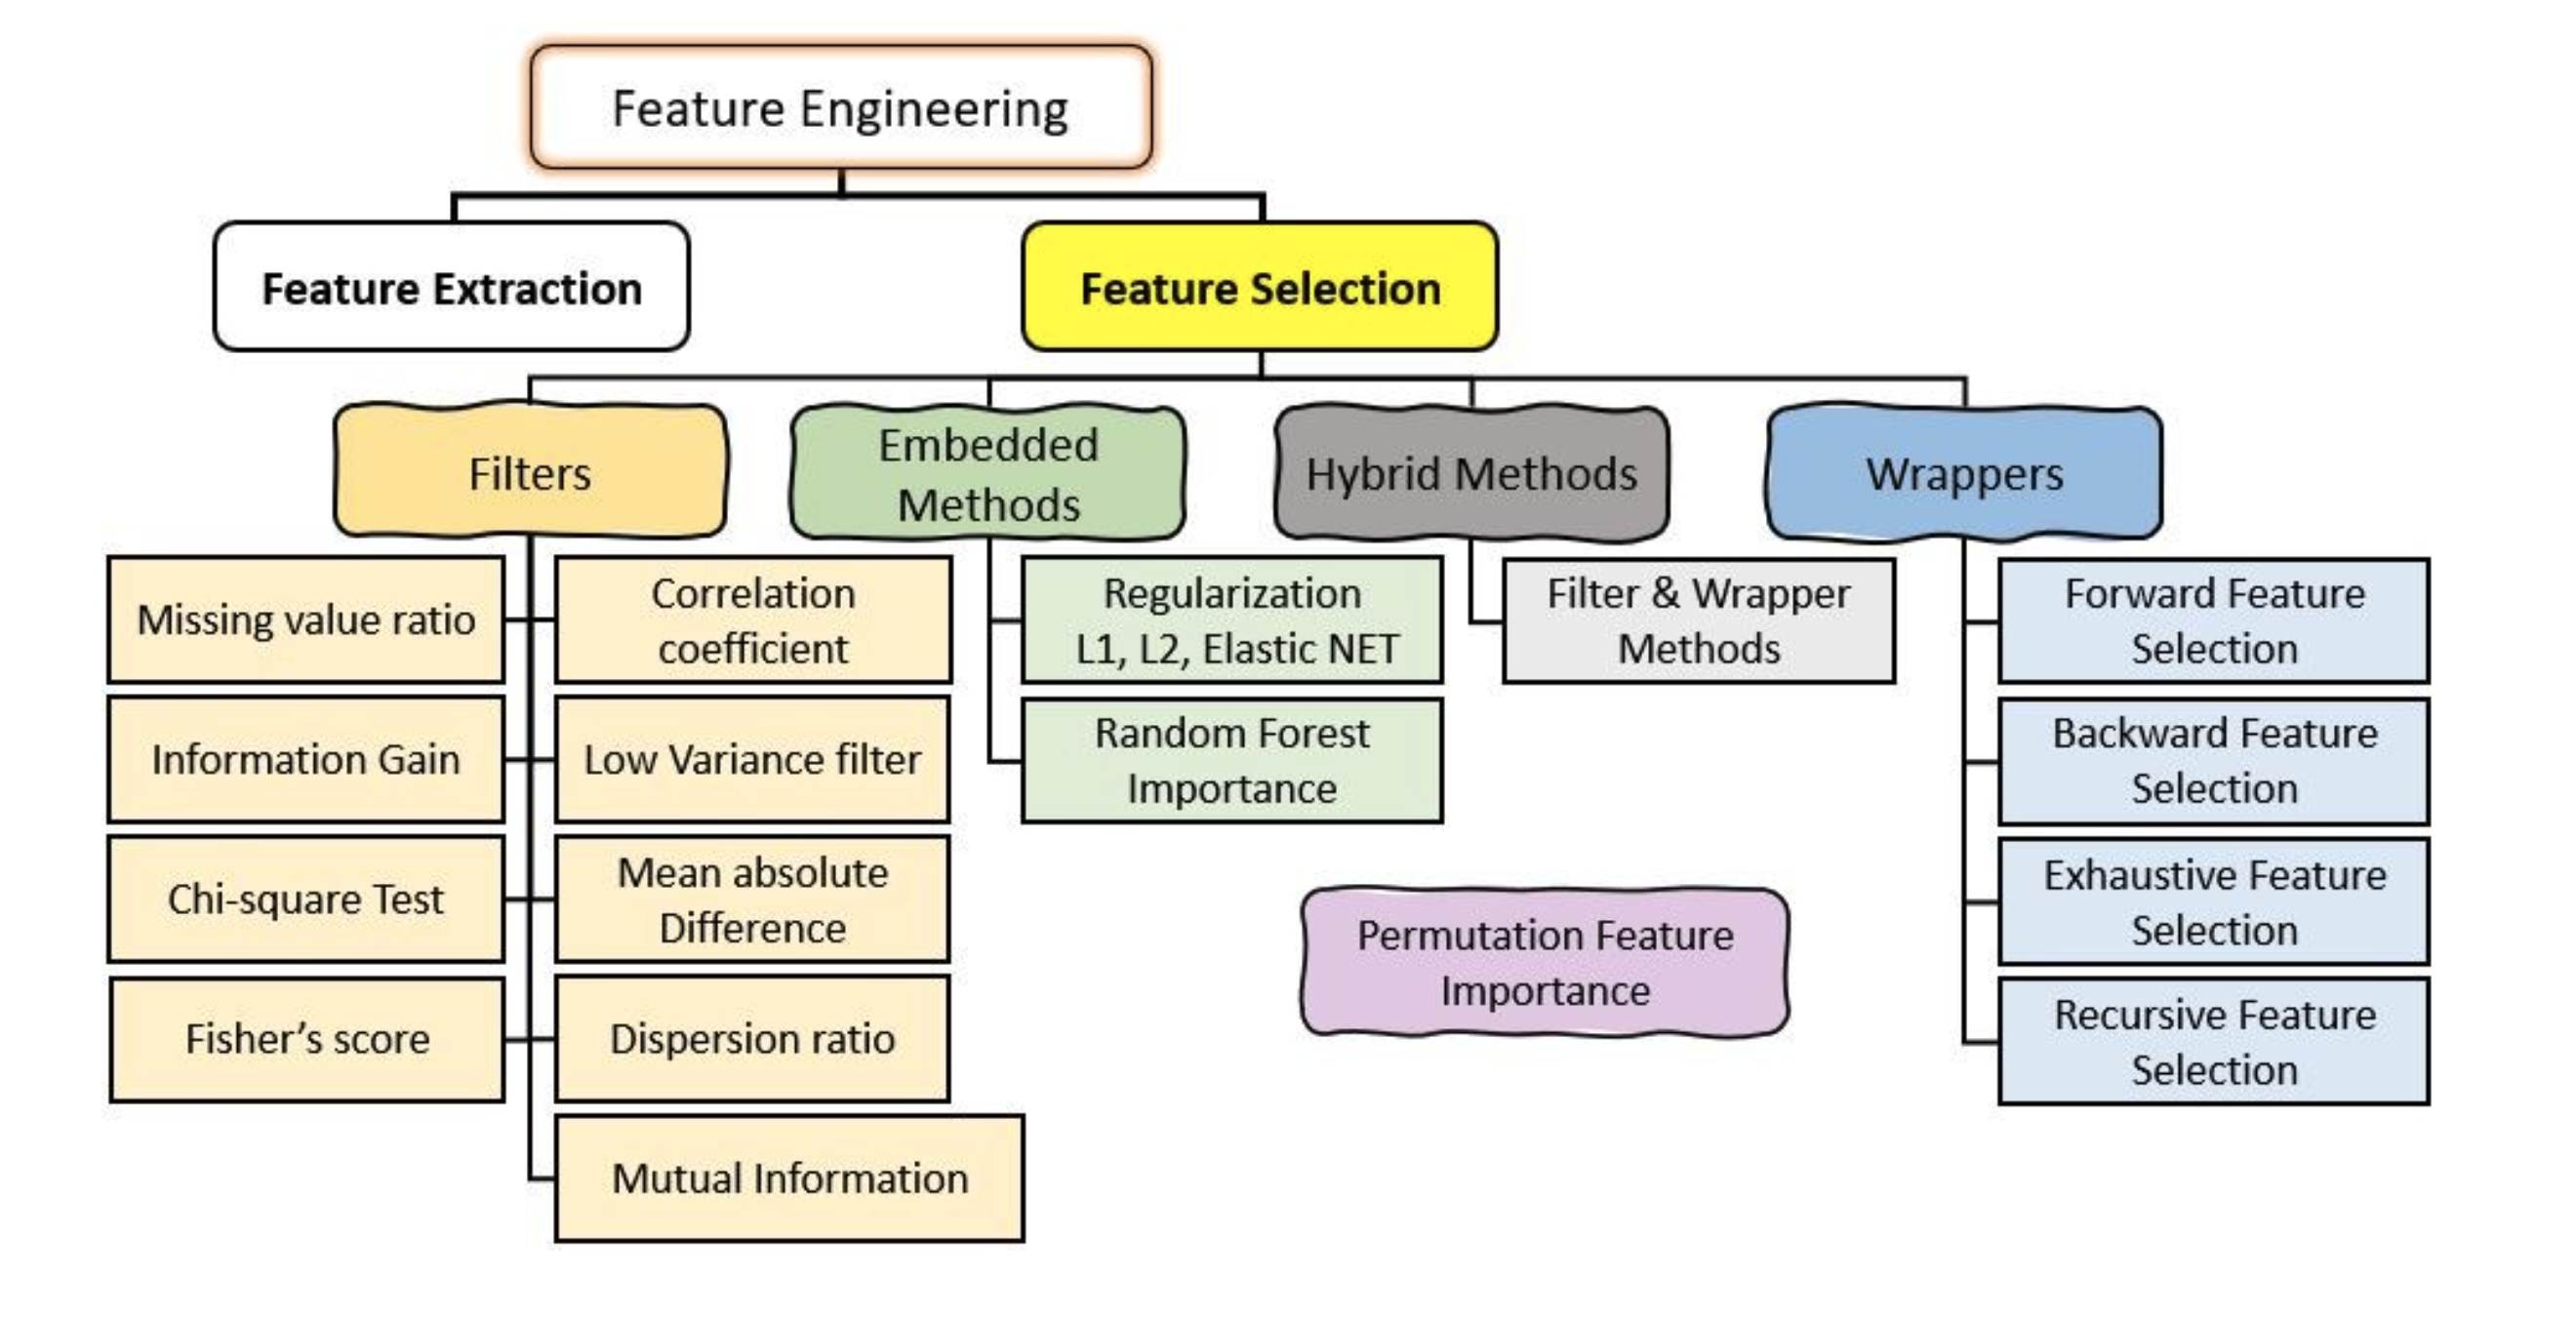 Feature Engineering
Feature Extraction
Feature Selection
Filters
Embedded
Methods
Hybrid Methods
Wrappers
Missing value ratio
Correlation
coefficient
Regularization
L1, L2, Elastic NET
Filter & Wrapper
Methods
Forward Feature
Selection
Information Gain
Low Variance filter
Random Forest
Importance
Backward Feature
Selection
Chi-square Test
Mean absolute
Difference
Permutation Feature
Importance
Exhaustive Feature
Selection
Fisher’s score
Dispersion ratio
Recursive Feature
Selection
Mutual Information